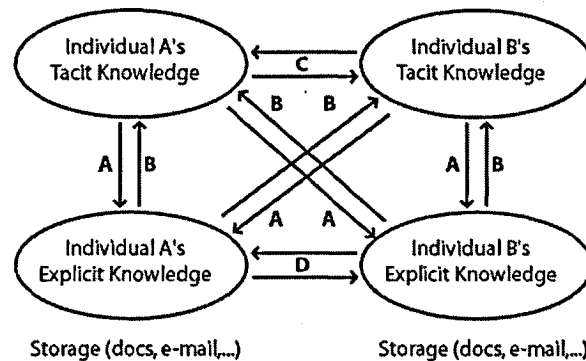 Individual A's
Tacit Knowledge
Individual B's
Tacit Knowledge
C
B B
A B
A B
A A
Individual A's
Explicit Knowledge
Individual B's
Explicit Knowledge
D
Storage (docs, e-mail,...)
Storage (docs, e-mail,...)